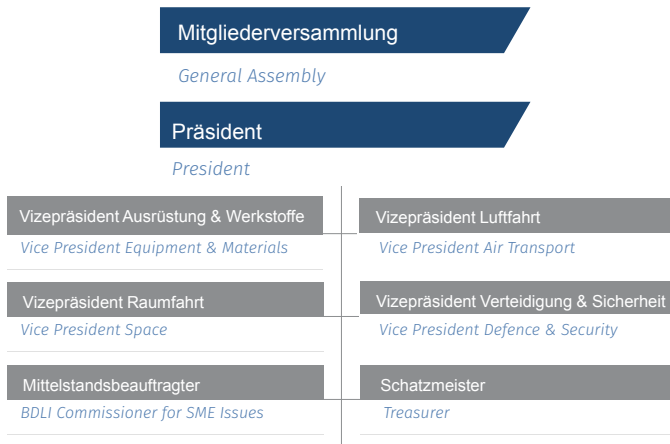 Mitgliederversammlung
General Assembly
Präsident
President
Vizepräsident Ausrüstung & Werkstoffe
Vice President Equipment & Materials
Vizepräsident Luftfahrt
Vice President Air Transport
Vizepräsident Raumfahrt
Vice President Space
Vizepräsident Verteidigung & Sicherheit
Vice President Defence & Security
Mittelstandsbeauftragter
BDLI Commissioner for SME Issues
Schatzmeister
Treasurer